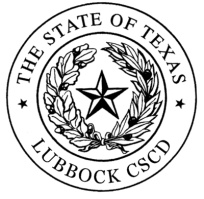 THE STATE OF TEXAS
LUBBOCK CSCD